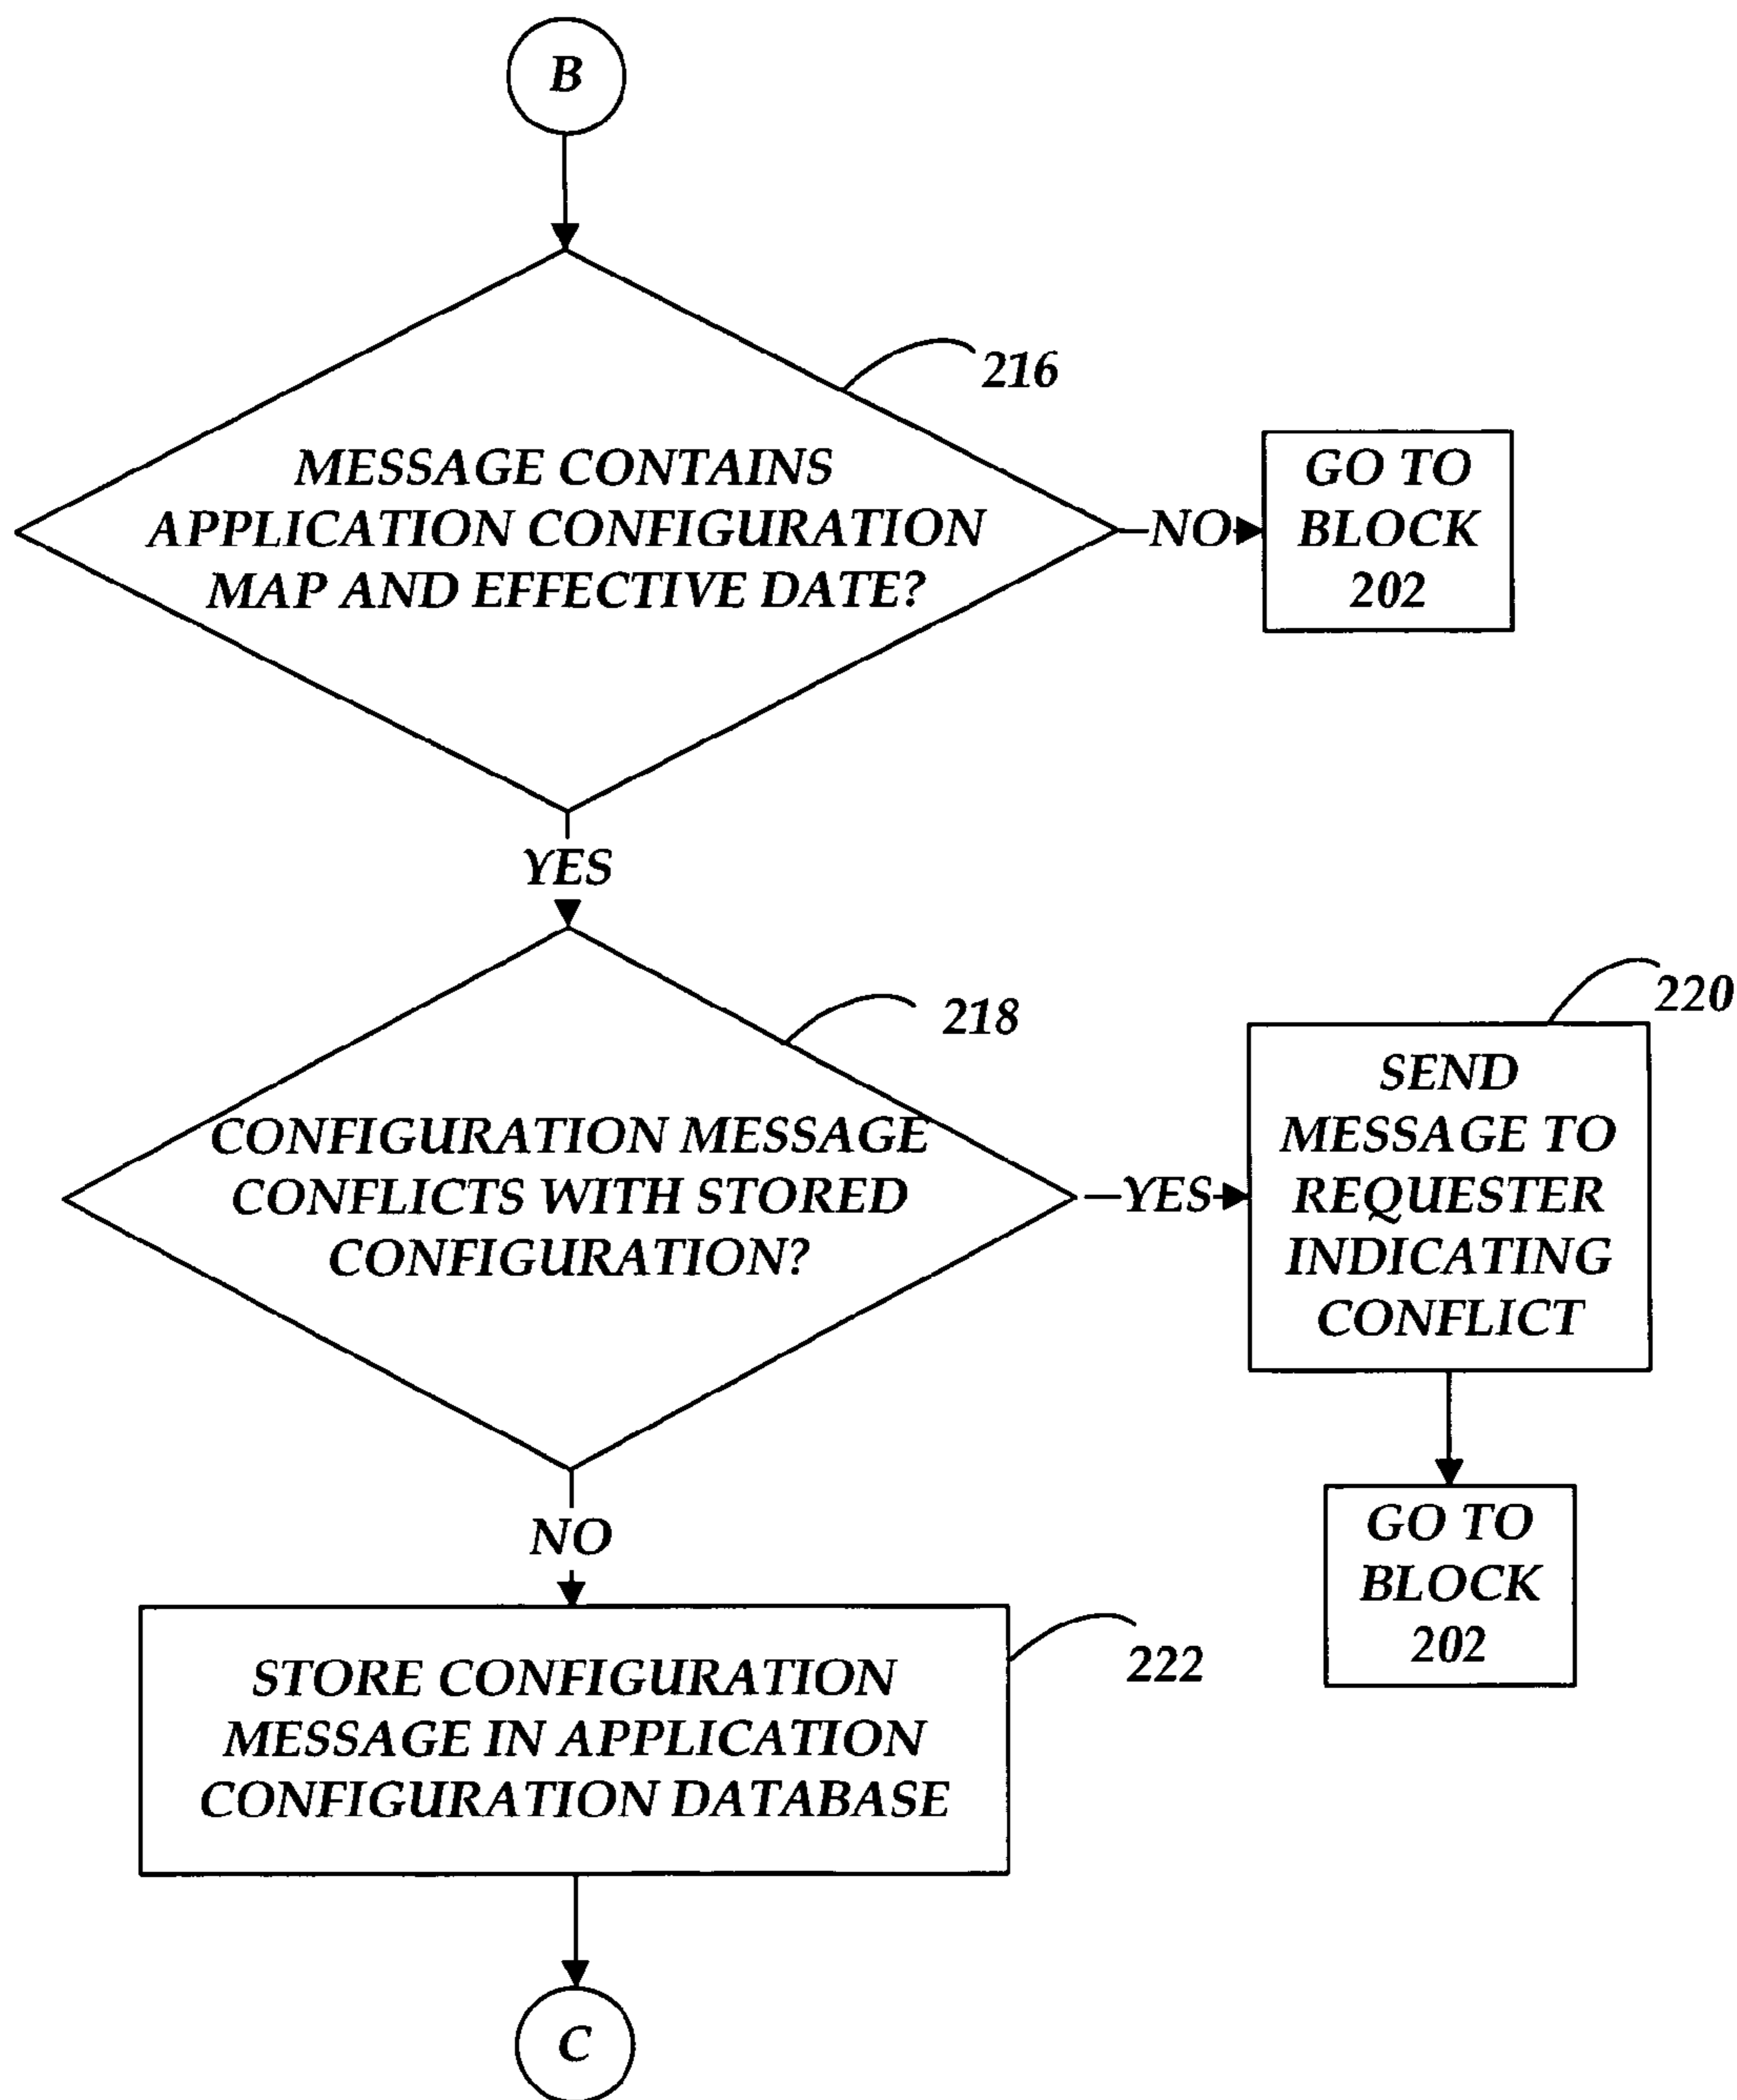 B
216
MESSAGE CONTAINS
APPLICATION CONFIGURATION
MAP AND EFFECTIVE DATE?
NO
GO TO
BLOCK
202
YES
218
CONFIGURATION MESSAGE
CONFLICTS WITH STORED
CONFIGURATION?
YES
220
SEND
MESSAGE TO
REQUESTER
INDICATING
CONFLICT
GO TO
BLOCK
202
NO
222
STORE CONFIGURATION
MESSAGE IN APPLICATION
CONFIGURATION DATABASE
C